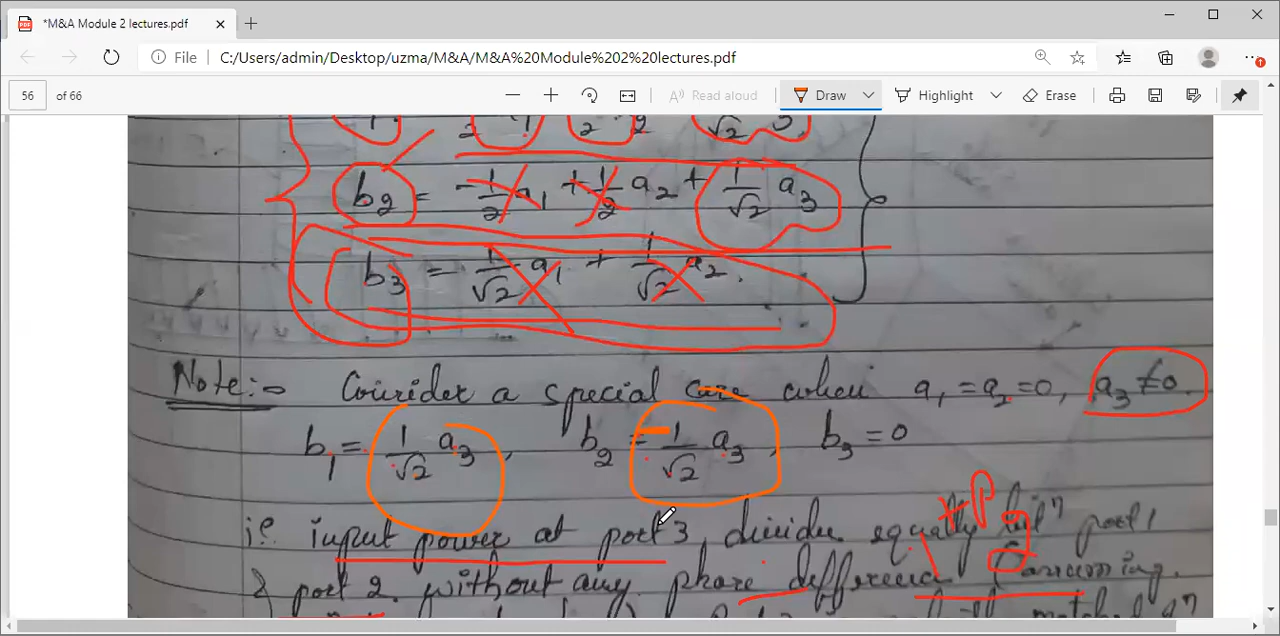 *M&A Module 2 lectures.pdf
File C:/Users/admin/Desktop/uzma/M&A/M&A%20Module%202%20lectures.pdf
56 of 66 Read aloud Draw Highlight Erase
b2 = -1/2 a1 + 1/2 a2 + 1/√2 a3
b3 = 1/√2 a1 + 1/√2 a2.
Note:- Consider a special case when a1 = a2 = 0, a3 ≠ 0.
b1 = 1/√2 a3, b2 = 1/√2 a3, b3 = 0
i.e input power at port 3, divides equally betn port 1
& port 2. without any phase difference assuming